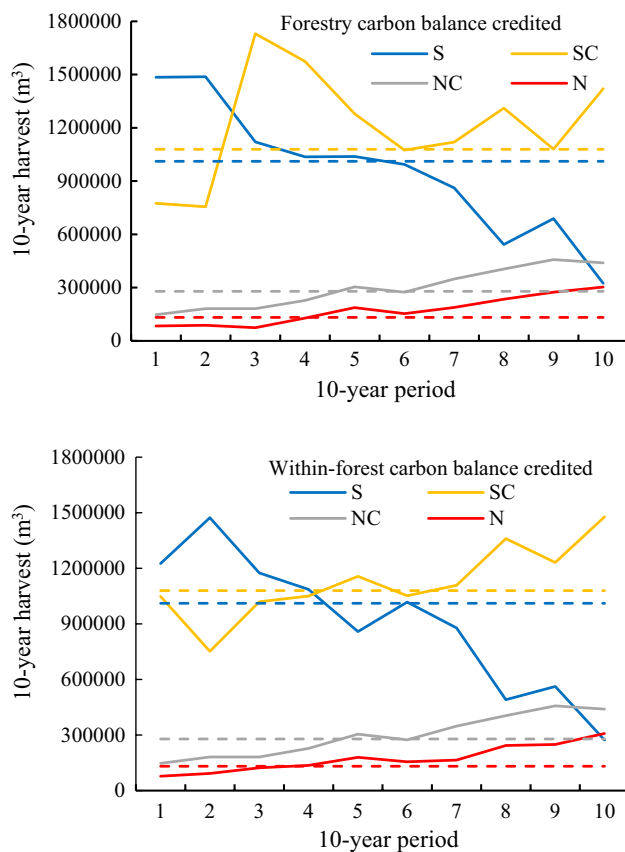 Forestry carbon balance credited
S SC
NC N
10-year harvest (m³)
1800000
1500000
1200000
900000
600000
300000
0
1 2 3 4 5 6 7 8 9 10
10-year period
Within-forest carbon balance credited
S SC
NC N
10-year harvest (m³)
1800000
1500000
1200000
900000
600000
300000
0
1 2 3 4 5 6 7 8 9 10
10-year period